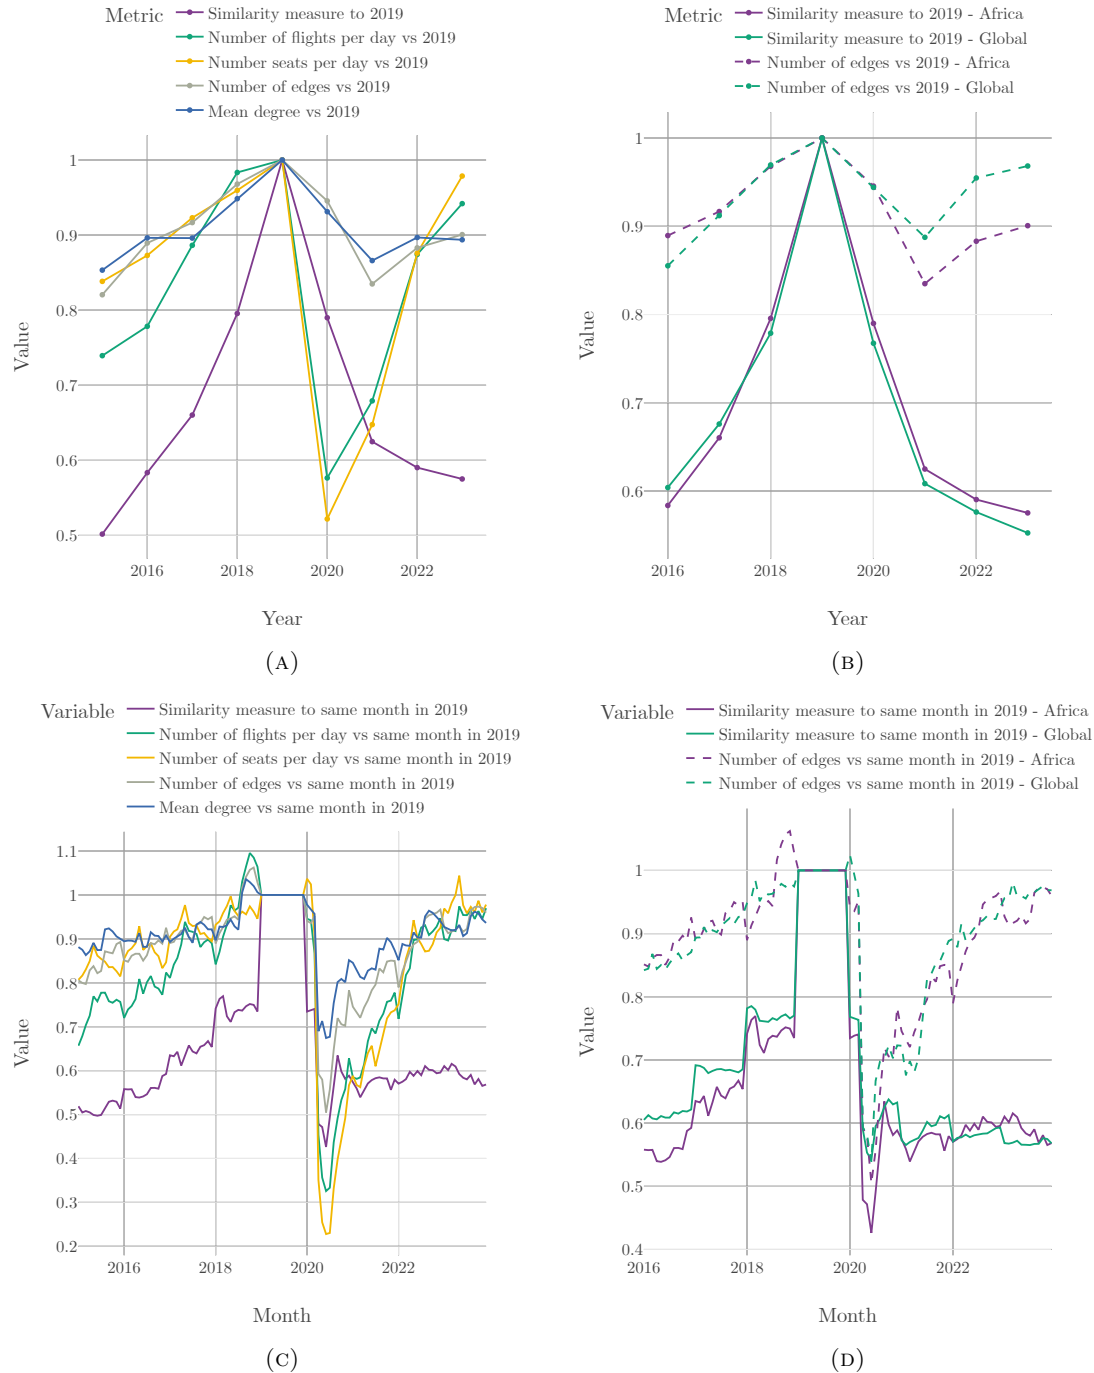 Metric
Similarity measure to 2019
Number of flights per day vs 2019
Number seats per day vs 2019
Number of edges vs 2019
Mean degree vs 2019
1
0.9
0.8
0.7
0.6
0.5
Value
2016 2018 2020 2022
Year
(A)
Metric
Similarity measure to 2019 - Africa
Similarity measure to 2019 - Global
Number of edges vs 2019 - Africa
Number of edges vs 2019 - Global
1
0.9
0.8
0.7
0.6
Value
2016 2018 2020 2022
Year
(B)
Variable
Similarity measure to same month in 2019
Number of flights per day vs same month in 2019
Number of seats per day vs same month in 2019
Number of edges vs same month in 2019
Mean degree vs same month in 2019
1.1
1
0.9
0.8
0.7
0.6
0.5
0.4
0.3
0.2
Value
2016 2018 2020 2022
Month
(C)
Variable
Similarity measure to same month in 2019 - Africa
Similarity measure to same month in 2019 - Global
Number of edges vs same month in 2019 - Africa
Number of edges vs same month in 2019 - Global
1
0.9
0.8
0.7
0.6
0.5
0.4
Value
2016 2018 2020 2022
Month
(D)